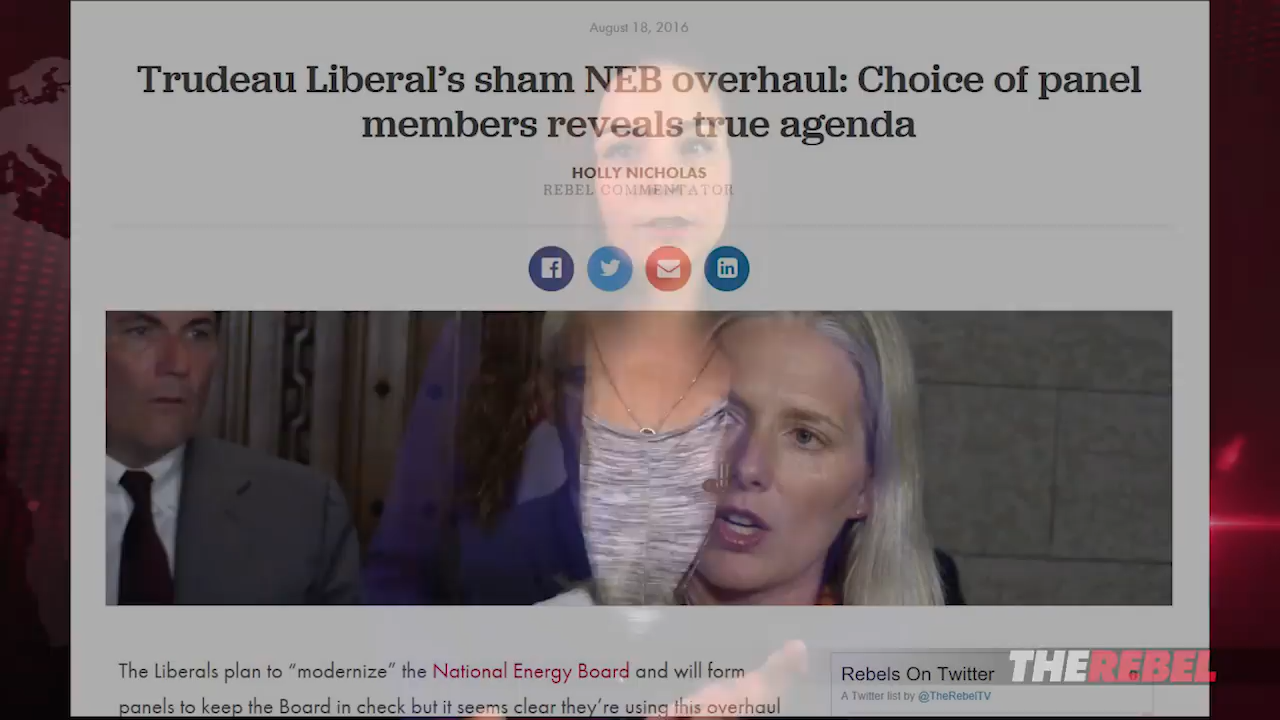 August 18, 2016
Trudeau Liberal's sham NEB overhaul: Choice of panel
members reveals true agenda
HOLLY NICHOLAS
REBEL COMMENTATOR
The Liberals plan to “modernize” the National Energy Board and will form
panels to keep the Board in check but it seems clear they’re using this overhaul
Rebels On Twitter
A Twitter list by @TheRebelTV
THEREBEL